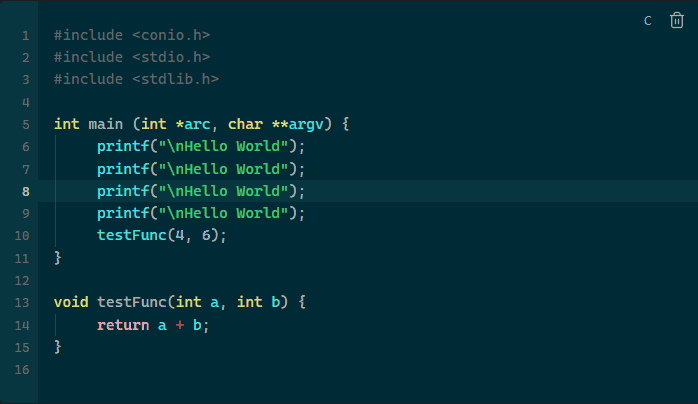 C
1 #include <conio.h>
2 #include <stdio.h>
3 #include <stdlib.h>
4
5 int main (int *arc, char **argv) {
6     printf("\nHello World");
7     printf("\nHello World");
8     printf("\nHello World");
9     printf("\nHello World");
10     testFunc(4, 6);
11 }
12
13 void testFunc(int a, int b) {
14     return a + b;
15 }
16